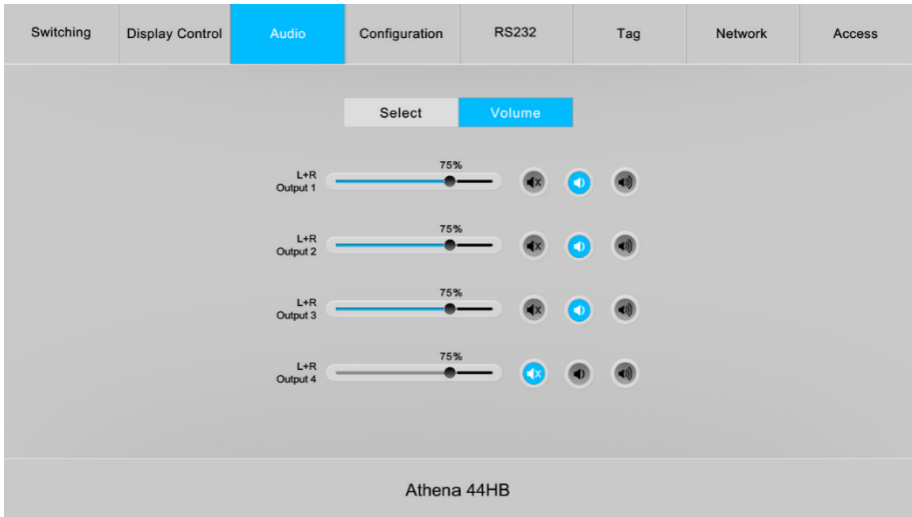 Switching Display Control Audio Configuration RS232 Tag Network Access
Select Volume
75%
L+R
Output 1
75%
L+R
Output 2
75%
L+R
Output 3
75%
L+R
Output 4
Athena 44HB